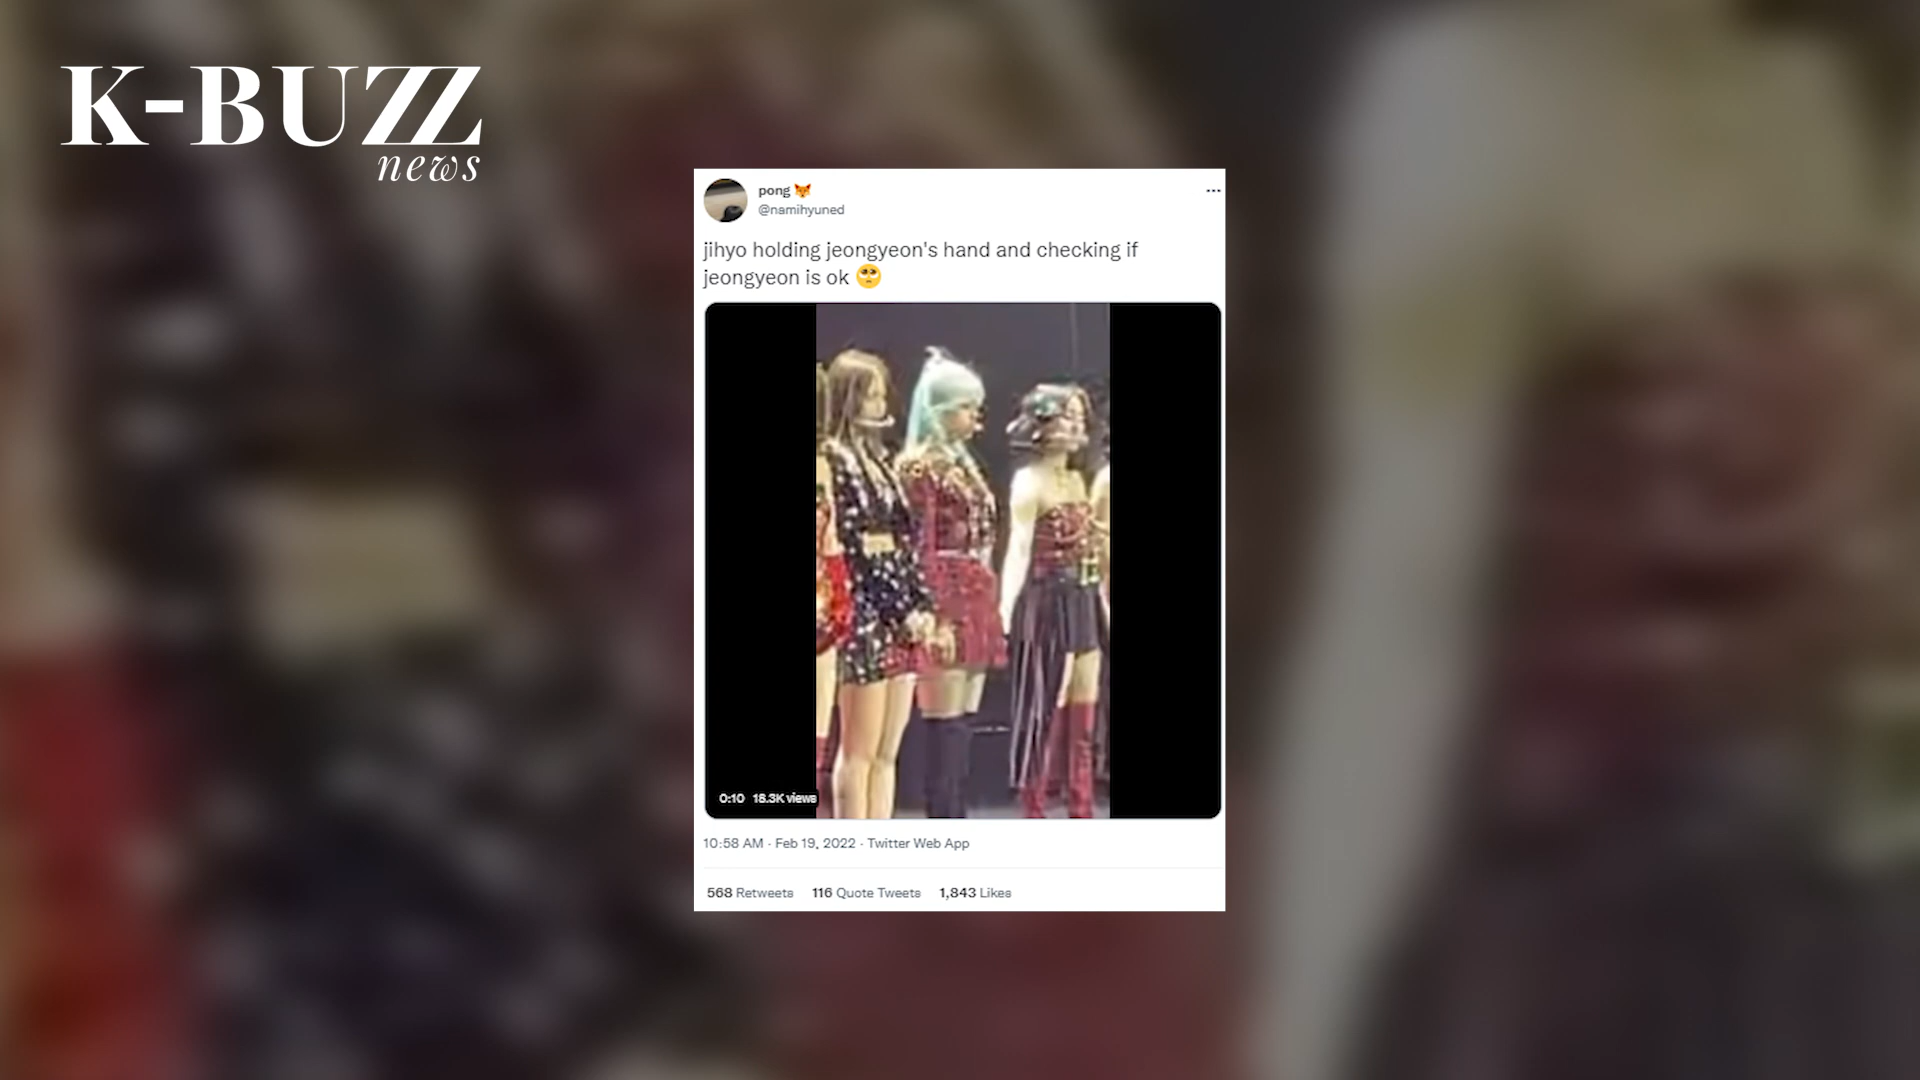 K-BUZZ
news
pong 🦊
@namihyuned
jihyo holding jeongyeon's hand and checking if
jeongyeon is ok 🥺
0:10 18.3K views
10:58 AM · Feb 19, 2022 · Twitter Web App
568 Retweets 116 Quote Tweets 1,843 Likes